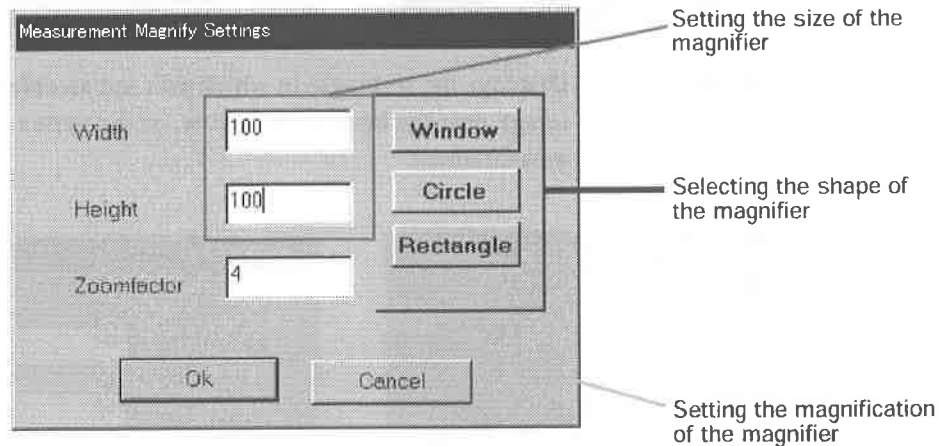 Measurement Magnify Settings
Setting the size of the
magnifier
Width
100
Window
Height
100
Circle
Selecting the shape of
the magnifier
Rectangle
Zoomfactor
4
Ok
Cancel
Setting the magnification
of the magnifier